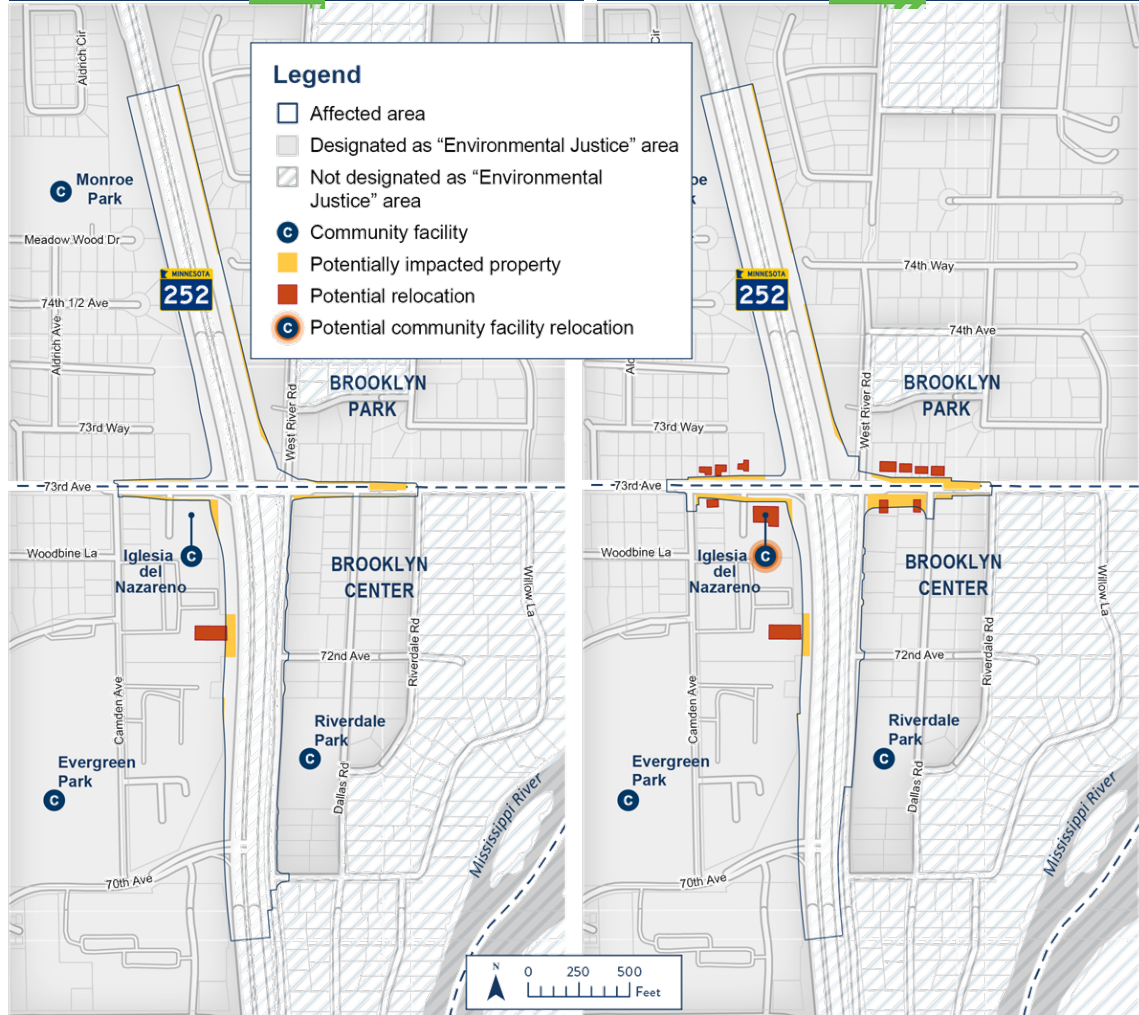 Aldrich Cir
Monroe
Park
Meadow Wood Dr
MINNESOTA
252
74th 1/2 Ave
Aldrich Ave
73rd Way
West River Rd
BROOKLYN
PARK
73rd Ave
Woodbine La
Iglesia
del
Nazareno
C
C
BROOKLYN
CENTER
Willow La
72nd Ave
Riverdale Rd
Camden Ave
Riverdale
Park
C
Evergreen
Park
C
Dallas Rd
70th Ave
Mississippi River
Legend
Affected area
Designated as “Environmental Justice” area
Not designated as “Environmental
Justice” area
C
Community facility
Potentially impacted property
Potential relocation
C
Potential community facility relocation
Cir
oe
k
MINNESOTA
252
74th Way
74th Ave
Al
73rd Way
West River Rd
BROOKLYN
PARK
73rd Ave
Woodbine La
Iglesia
del
Nazareno
C
BROOKLYN
CENTER
Willow La
72nd Ave
Riverdale Rd
Camden Ave
Riverdale
Park
C
Evergreen
Park
C
Dallas Rd
70th Ave
Mississippi River
N
0 250 500
Feet